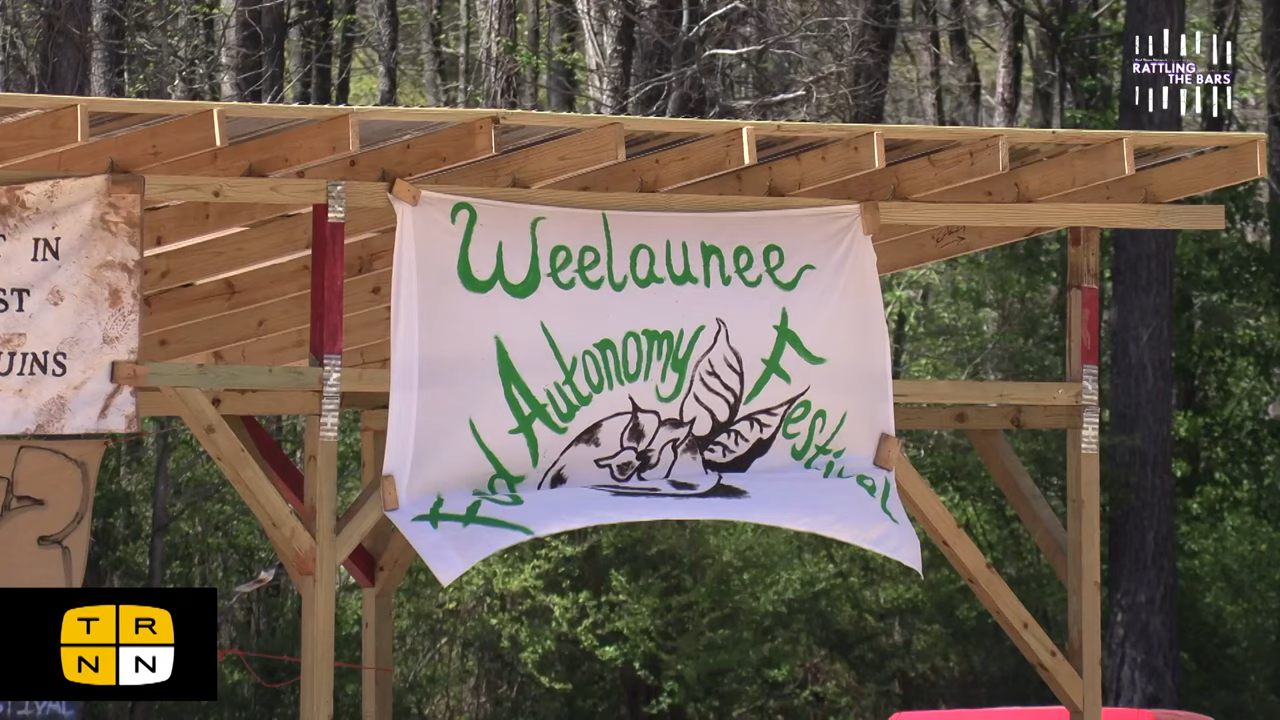 RATTLING
THE BARS
IN
ST
UINS
Weelaunee
Food Autonomy Festival
T R
N N